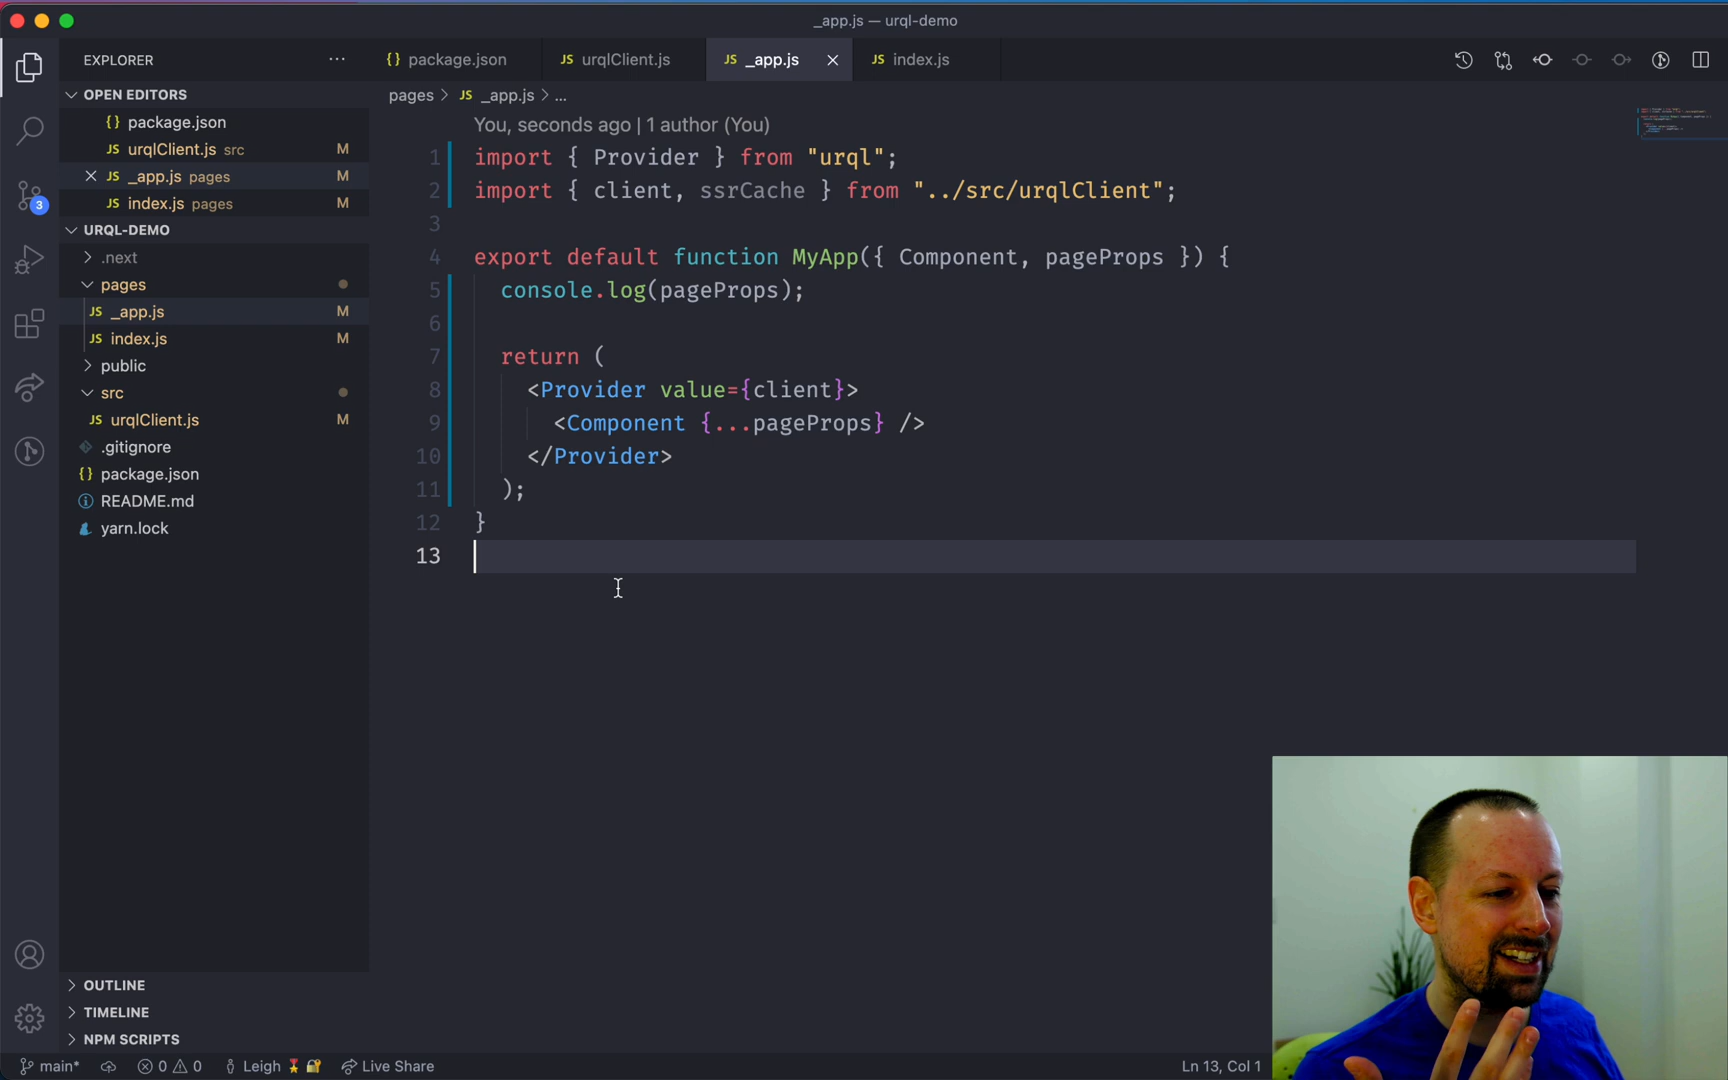 _app.js — urql-demo
EXPLORER
OPEN EDITORS
{} package.json
JS urqlClient.js src M
JS _app.js pages M
JS index.js pages M
URQL-DEMO
.next
pages
JS _app.js M
JS index.js M
public
src
JS urqlClient.js M
.gitignore
{} package.json
README.md
yarn.lock
OUTLINE
TIMELINE
NPM SCRIPTS
3
{} package.json
JS urqlClient.js
JS _app.js
JS index.js
pages > JS _app.js > ...
You, seconds ago | 1 author (You)
1 import { Provider } from "urql";
2 import { client, ssrCache } from "../src/urqlClient";
3
4 export default function MyApp({ Component, pageProps }) {
5 console.log(pageProps);
6
7 return (
8 <Provider value={client}>
9 <Component {...pageProps} />
10 </Provider>
11 );
12 }
13
main* 0 0 Leigh Live Share
Ln 13, Col 1